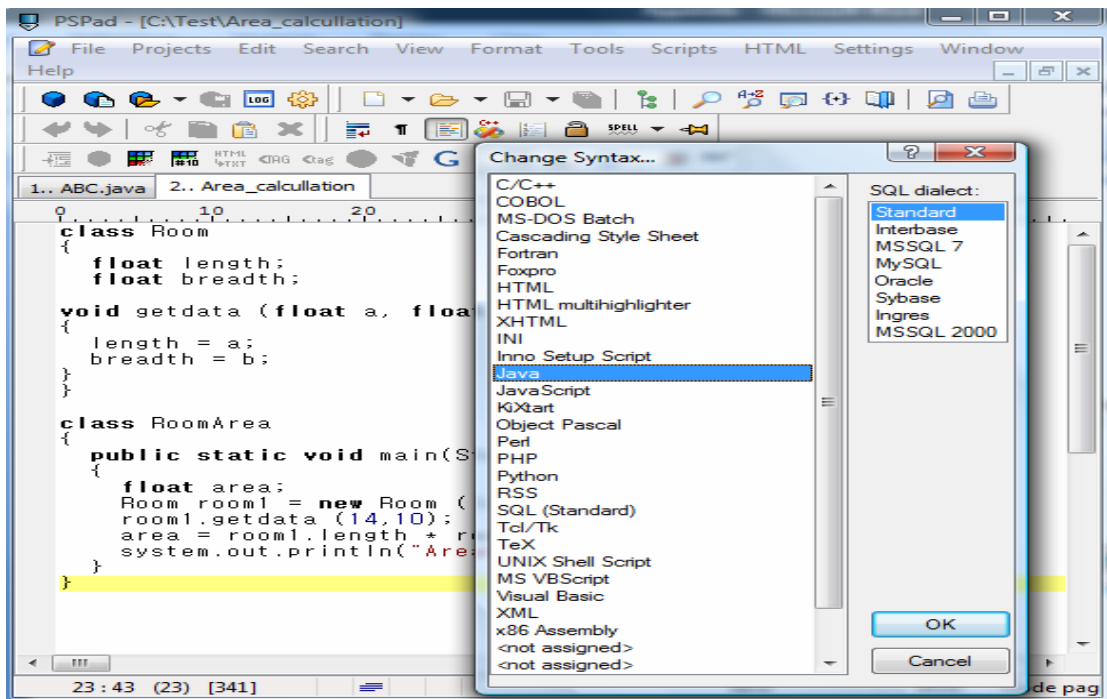 PSPad - [C:\Test\Area_calcullation]
File Projects Edit Search View Format Tools Scripts HTML Settings Window
Help
LOG
A→Z
SPELL
#10 HTML TXT
G
1.. ABC.java 2.. Area_calcullation
0 10 20
class Room
{
float length;
float breadth;
void getdata (float a, floa
{
length = a;
breadth = b;
}
}
class RoomArea
{
public static void main(S
{
float area;
Room room1 = new Room (
room1.getdata (14,10);
area = room1.length * r
system.out.println("Are
}
}
23 : 43 (23) [341]
de pag
Change Syntax...
C/C++
COBOL
MS-DOS Batch
Cascading Style Sheet
Fortran
Foxpro
HTML
HTML multihighlighter
XHTML
INI
Inno Setup Script
Java
JavaScript
KiXtart
Object Pascal
Perl
PHP
Python
RSS
SQL (Standard)
Tcl/Tk
TeX
UNIX Shell Script
MS VBScript
Visual Basic
XML
x86 Assembly
<not assigned>
<not assigned>
SQL dialect:
Standard
Interbase
MSSQL 7
MySQL
Oracle
Sybase
Ingres
MSSQL 2000
OK
Cancel